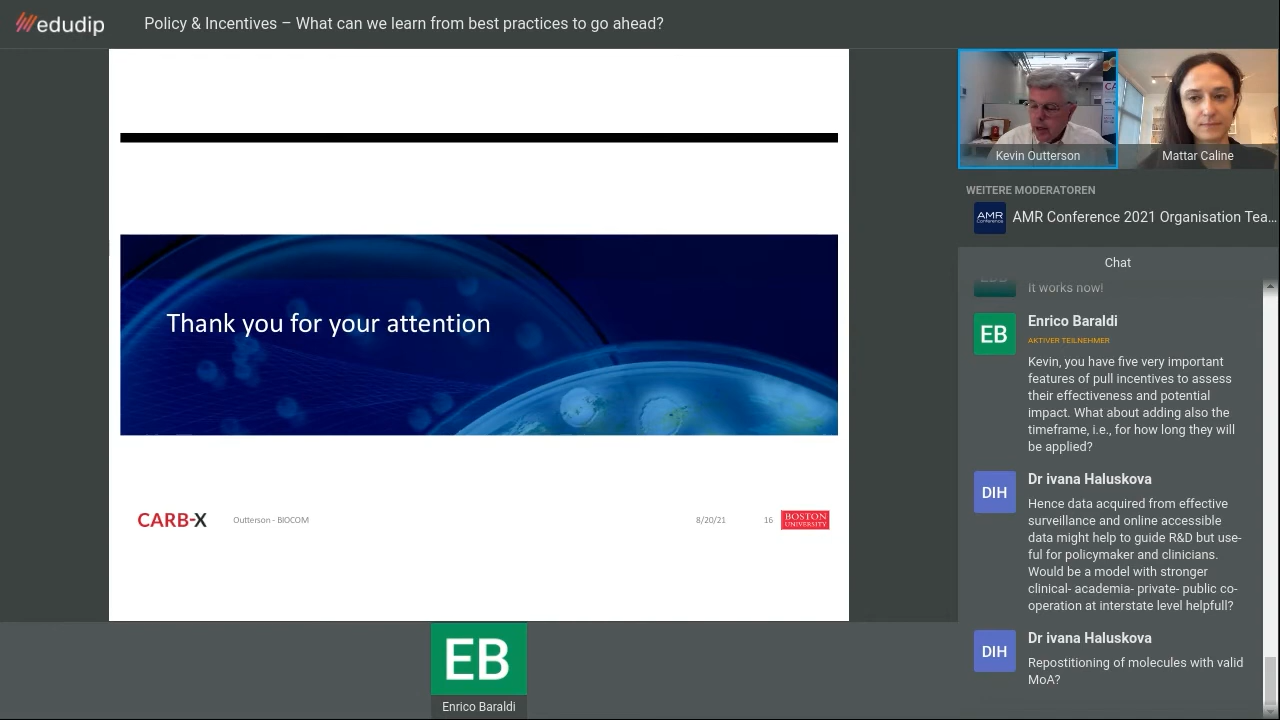 edudip
Policy & Incentives – What can we learn from best practices to go ahead?
Thank you for your attention
CARB-X
Outterson - BIOCOM
8/20/21
16
BOSTON
UNIVERSITY
Kevin Outterson
Mattar Caline
WEITERE MODERATOREN
AMR
Conference
AMR Conference 2021 Organisation Tea...
Chat
It works now!
EB
Enrico Baraldi
AKTIVER TEILNEHMER
Kevin, you have five very important
features of pull incentives to assess
their effectiveness and potential
impact. What about adding also the
timeframe, i.e., for how long they will
be applied?
DIH
Dr ivana Haluskova
Hence data acquired from effective
surveillance and online accessible
data might help to guide R&D but use-
ful for policymaker and clinicians.
Would be a model with stronger
clinical- academia- private- public co-
operation at interstate level helpfull?
DIH
Dr ivana Haluskova
Repostitioning of molecules with valid
MoA?
EB
Enrico Baraldi